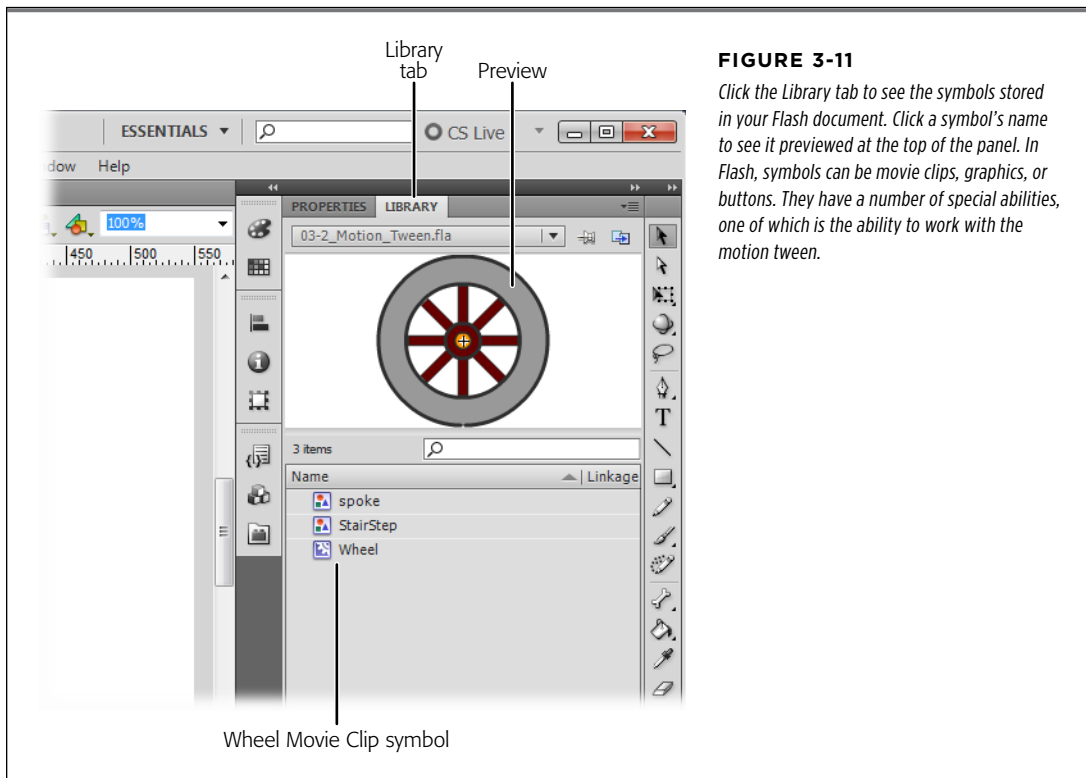 Library
tab
Preview
FIGURE 3-11
Click the Library tab to see the symbols stored
in your Flash document. Click a symbol's name
to see it previewed at the top of the panel. In
Flash, symbols can be movie clips, graphics, or
buttons. They have a number of special abilities,
one of which is the ability to work with the
motion tween.
ESSENTIALS
CS Live
dow Help
PROPERTIES LIBRARY
100%
03-2_Motion_Tween.fla
450 500 550
T
3 items
Name Linkage
spoke
StairStep
Wheel
Wheel Movie Clip symbol